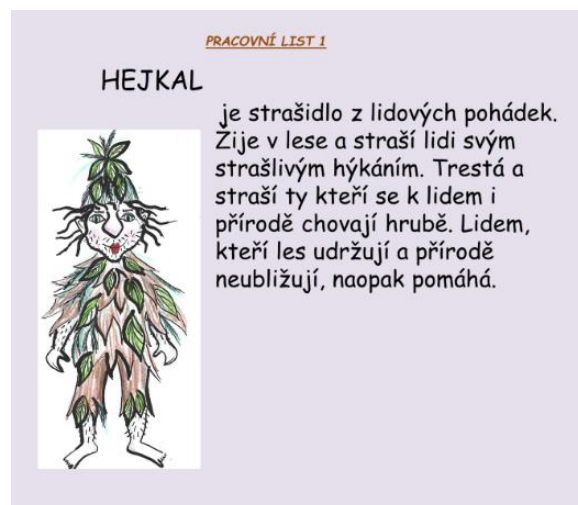 PRACOVNÍ LIST 1
HEJKAL
je strašidlo z lidových pohádek.
Žije v lese a straší lidi svým
strašlivým hýkáním. Trestá a
straší ty kteří se k lidem i
přírodě chovají hrubě. Lidem,
kteří les udržují a přírodě
neubližují, naopak pomáhá.